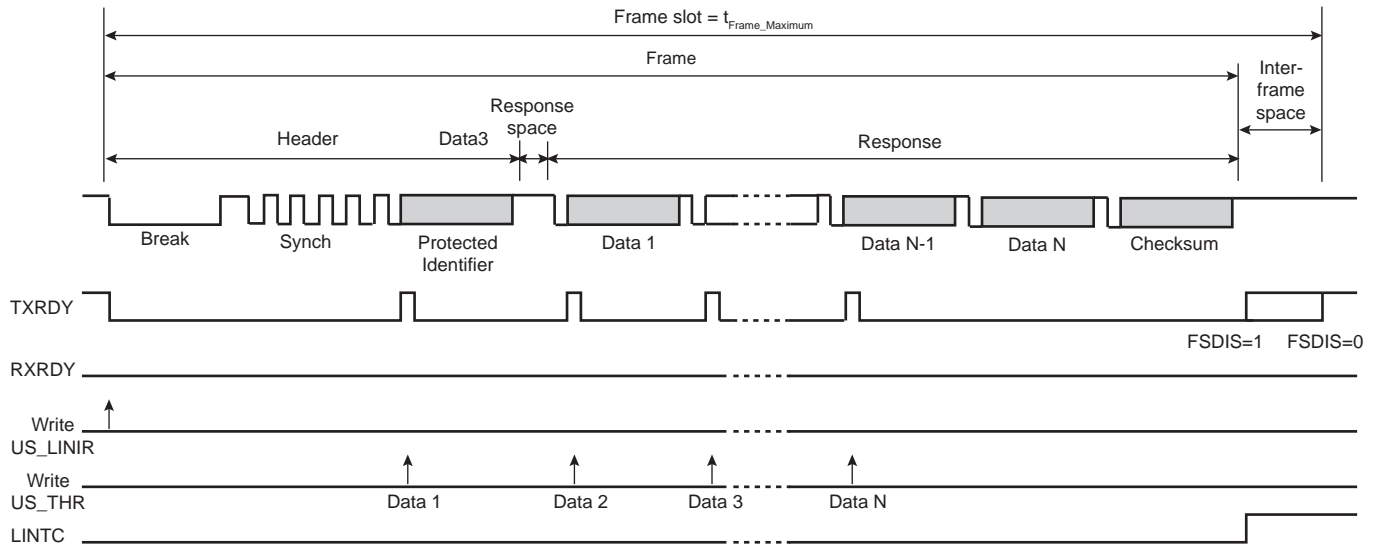 Frame slot = tFrame_Maximum
Frame
Inter-
frame
space
Response
space
Header
Data3
Response
Break
Synch
Protected
Identifier
Data 1
Data N-1
Data N
Checksum
TXRDY
FSDIS=1
FSDIS=0
RXRDY
Write
US_LINIR
Write
US_THR
Data 1
Data 2
Data 3
Data N
LINTC